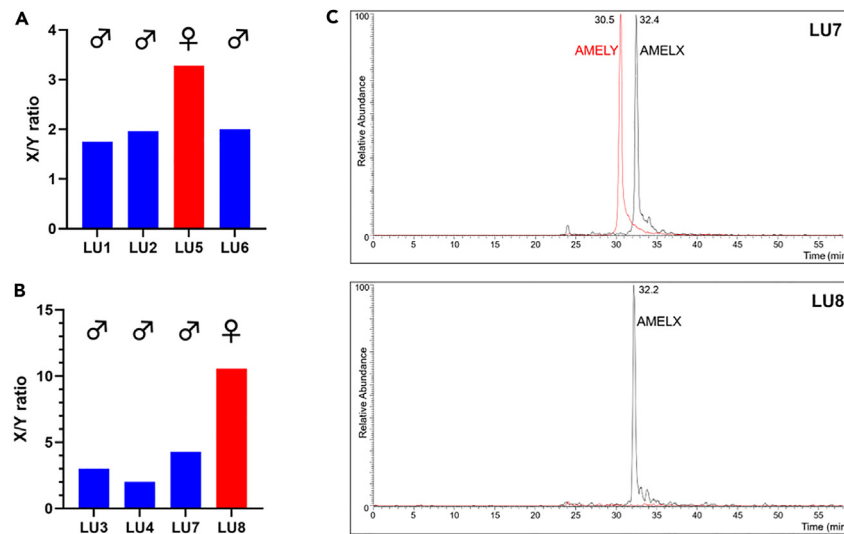 A
♂ ♂ ♀ ♂
X/Y ratio
4
3
2
1
0
LU1 LU2 LU5 LU6
B
♂ ♂ ♂ ♀
X/Y ratio
15
10
5
0
LU3 LU4 LU7 LU8
C
LU7
100
30.5 32.4
AMELY AMELX
Relative Abundance
0
0 5 10 15 20 25 30 35 40 45 50 55
Time (min
LU8
100
32.2
AMELX
Relative Abundance
0
0 5 10 15 20 25 30 35 40 45 50 55
Time (min